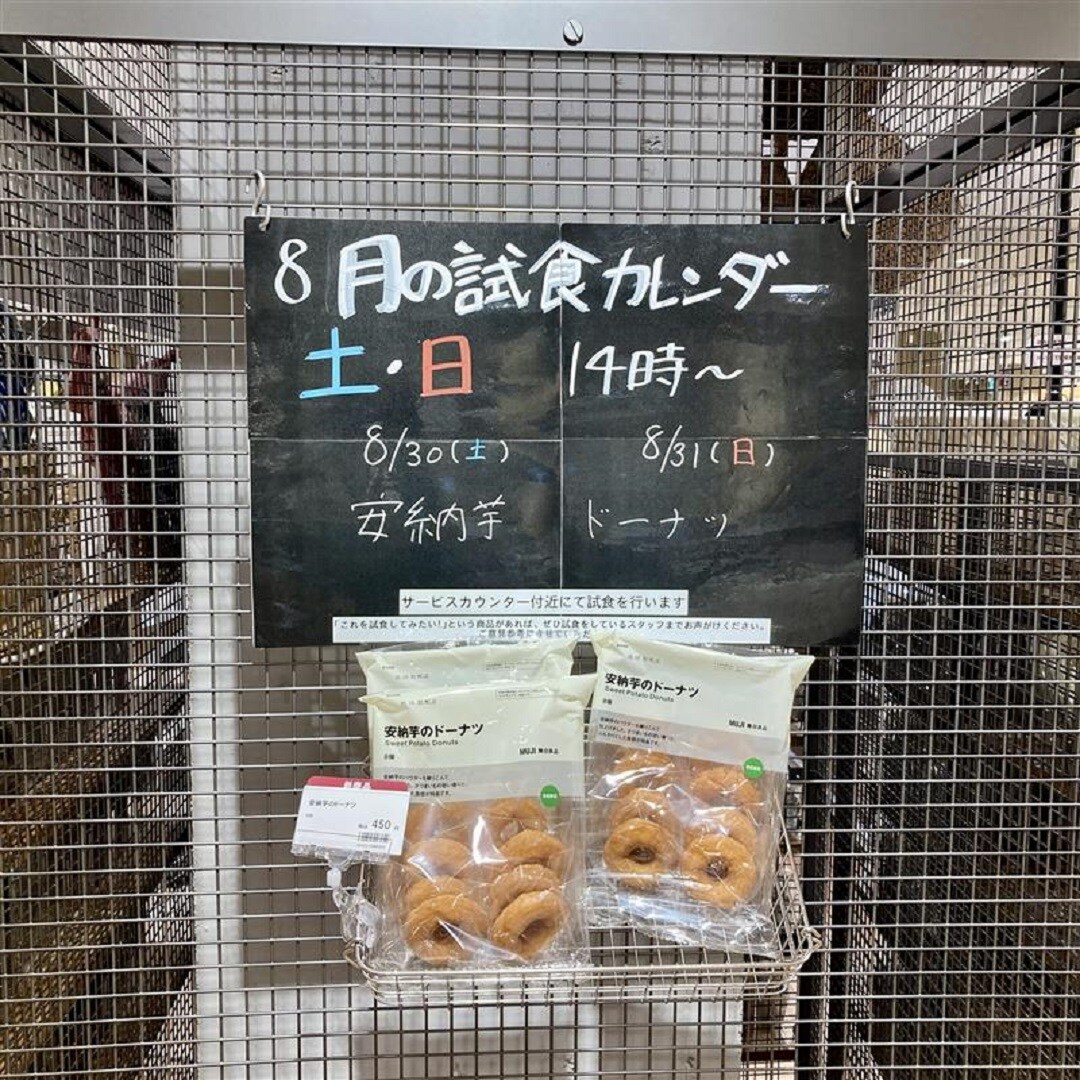 8月の試食カレンダー
土・日 14時〜
8/30(土) 8/31(日)
安納芋 ドーナッ
サービスカウンター付近にて試食を行います
「これを試食してみたい!」という商品があれば、ぜひ試食をしているスタッフまでお声がけください。
安納芋のドーナツ
Sweet Potato Donuts
MUJI 無印良品
安納芋のドーナツ
Sweet Potato Donuts
MUJI 無印良品
安納芋のドーナツ
450